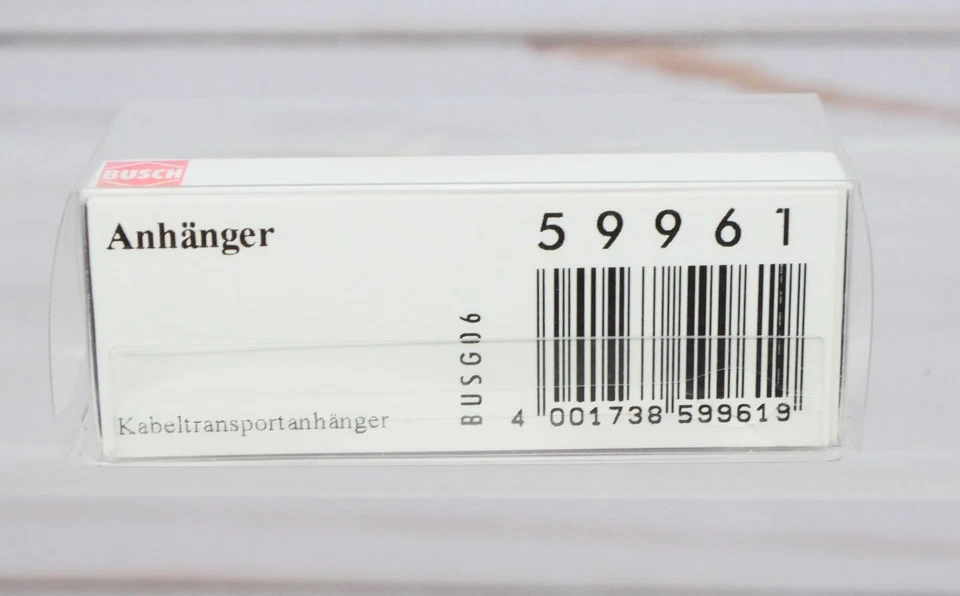 BUSCH
Anhänger
59961
BUSG06
Kabeltransportanhänger
4 001738 599619